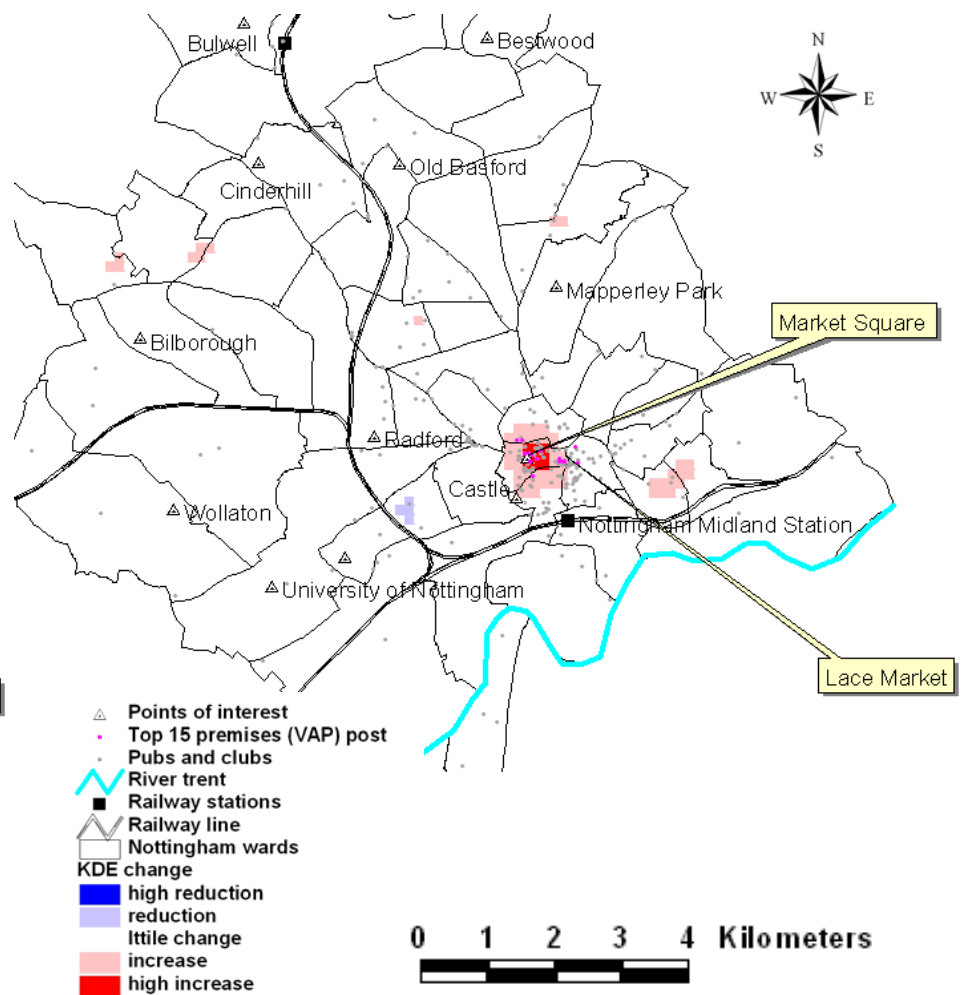 Bulwell
Bestwood
N
W
E
S
Old Basford
Cinderhill
Mapperley Park
Market Square
Bilborough
Radford
Castle
Wollaton
Nottingham Midland Station
University of Nottingham
Lace Market
Points of interest
Top 15 premises (VAP) post
Pubs and clubs
River trent
Railway stations
Railway line
Nottingham wards
KDE change
high reduction
reduction
lttile change
increase
high increase
0 1 2 3 4 Kilometers